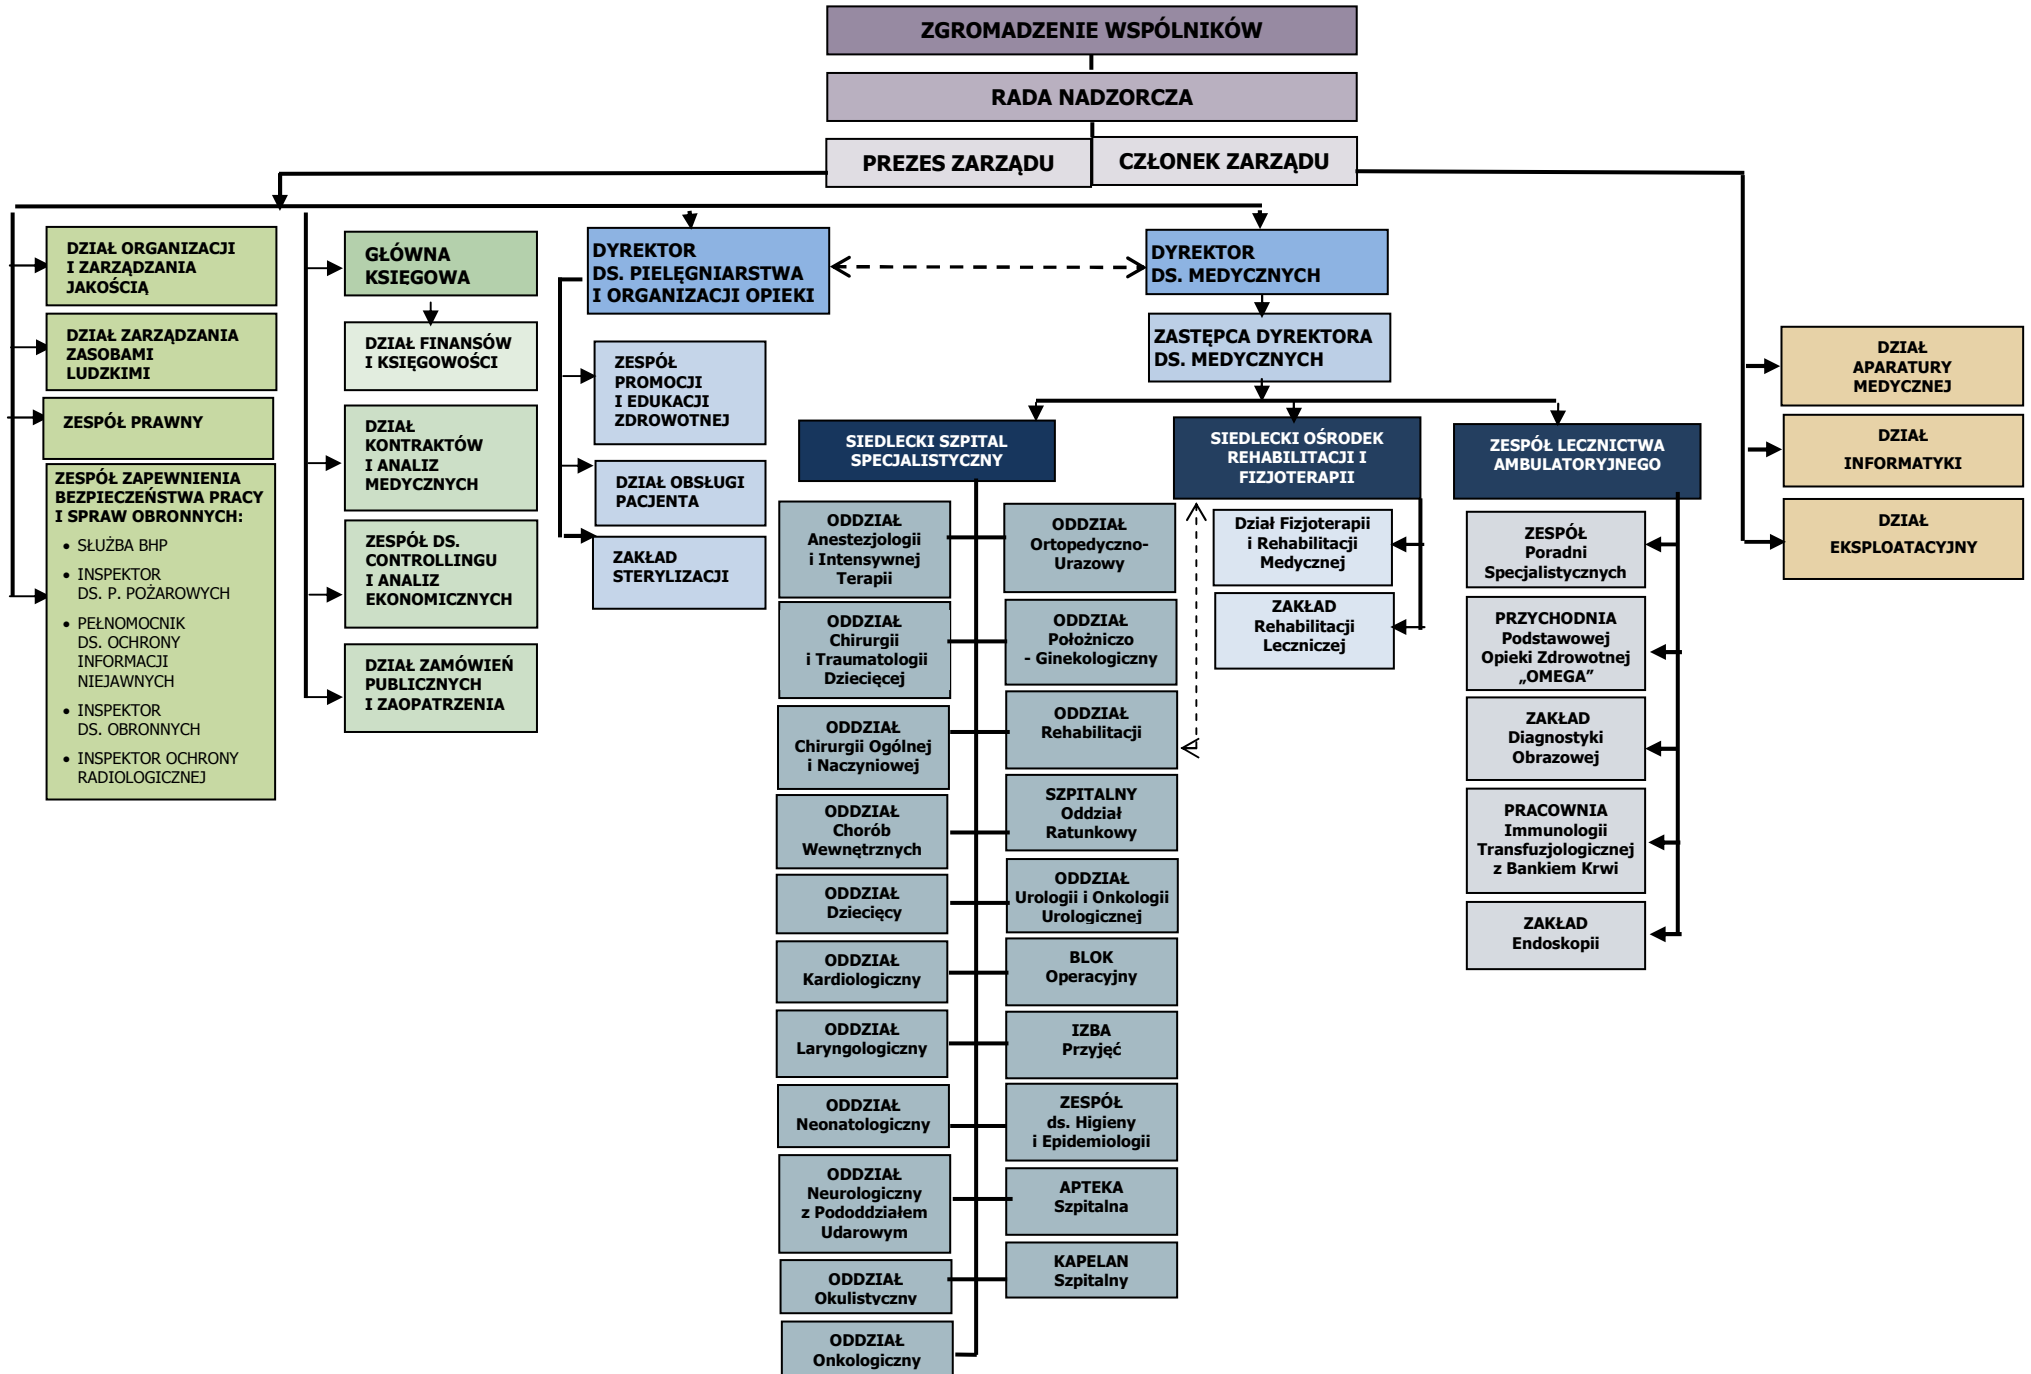 ZGROMADZENIE WSPÓLNIKÓW
RADA NADZORCZA
PREZES ZARZĄDU
CZŁONEK ZARZĄDU
DZIAŁ ORGANIZACJI
I ZARZĄDZANIA
JAKOŚCIĄ
DZIAŁ ZARZĄDZANIA
ZASOBAMI
LUDZKIMI
ZESPÓŁ PRAWNY
ZESPÓŁ ZAPEWNIENIA
BEZPIECZEŃSTWA PRACY
I SPRAW OBRONNYCH:
• SŁUŻBA BHP
• INSPEKTOR
DS. P. POŻAROWYCH
• PEŁNOMOCNIK
DS. OCHRONY
INFORMACJI
NIEJAWNYCH
• INSPEKTOR
DS. OBRONNYCH
• INSPEKTOR OCHRONY
RADIOLOGICZNEJ
GŁÓWNA
KSIĘGOWA
DZIAŁ FINANSÓW
I KSIĘGOWOŚCI
DZIAŁ
KONTRAKTÓW
I ANALIZ
MEDYCZNYCH
ZESPÓŁ DS.
CONTROLLINGU
I ANALIZ
EKONOMICZNYCH
DZIAŁ ZAMÓWIEŃ
PUBLICZNYCH
I ZAOPATRZENIA
DYREKTOR
DS. PIELĘGNIARSTWA
I ORGANIZACJI OPIEKI
ZESPÓŁ
PROMOCJI
I EDUKACJI
ZDROWOTNEJ
DZIAŁ OBSŁUGI
PACJENTA
ZAKŁAD
STERYLIZACJI
DYREKTOR
DS. MEDYCZNYCH
ZASTĘPCA DYREKTORA
DS. MEDYCZNYCH
SIEDLECKI SZPITAL
SPECJALISTYCZNY
ODDZIAŁ
Anestezjologii
i Intensywnej
Terapii
ODDZIAŁ
Chirurgii
i Traumatologii
Dziecięcej
ODDZIAŁ
Chirurgii Ogólnej
i Naczyniowej
ODDZIAŁ
Chorób
Wewnętrznych
ODDZIAŁ
Dziecięcy
ODDZIAŁ
Kardiologiczny
ODDZIAŁ
Laryngologiczny
ODDZIAŁ
Neonatologiczny
ODDZIAŁ
Neurologiczny
z Pododdziałem
Udarowym
ODDZIAŁ
Okulistyczny
ODDZIAŁ
Onkologiczny
ODDZIAŁ
Ortopedyczno-
Urazowy
ODDZIAŁ
Położniczo
- Ginekologiczny
ODDZIAŁ
Rehabilitacji
SZPITALNY
Oddział
Ratunkowy
ODDZIAŁ
Urologii i Onkologii
Urologicznej
BLOK
Operacyjny
IZBA
Przyjęć
ZESPÓŁ
ds. Higieny
i Epidemiologii
APTEKA
Szpitalna
KAPELAN
Szpitalny
SIEDLECKI OŚRODEK
REHABILITACJI I
FIZJOTERAPII
Dział Fizjoterapii
i Rehabilitacji
Medycznej
ZAKŁAD
Rehabilitacji
Leczniczej
ZESPÓŁ LECZNICTWA
AMBULATORYJNEGO
ZESPÓŁ
Poradni
Specjalistycznych
PRZYCHODNIA
Podstawowej
Opieki Zdrowotnej
„OMEGA”
ZAKŁAD
Diagnostyki
Obrazowej
PRACOWNIA
Immunologii
Transfuzjologicznej
z Bankiem Krwi
ZAKŁAD
Endoskopii
DZIAŁ
APARATURY
MEDYCZNEJ
DZIAŁ
INFORMATYKI
DZIAŁ
EKSPLOATACYJNY